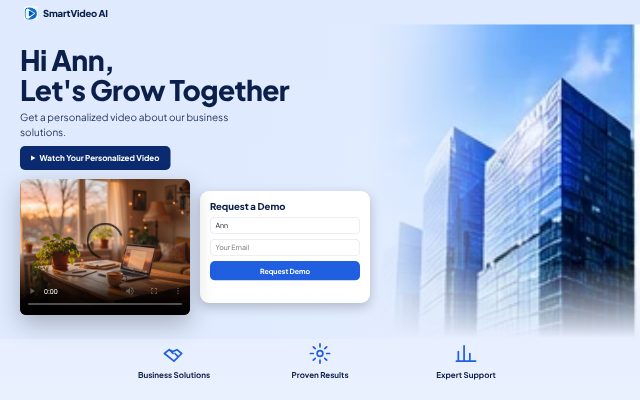 SmartVideo AI
Hi Ann,
Let's Grow Together
Get a personalized video about our business
solutions.
Watch Your Personalized Video
0:00
Request a Demo
Ann
Your Email
Request Demo
Business Solutions
Proven Results
Expert Support